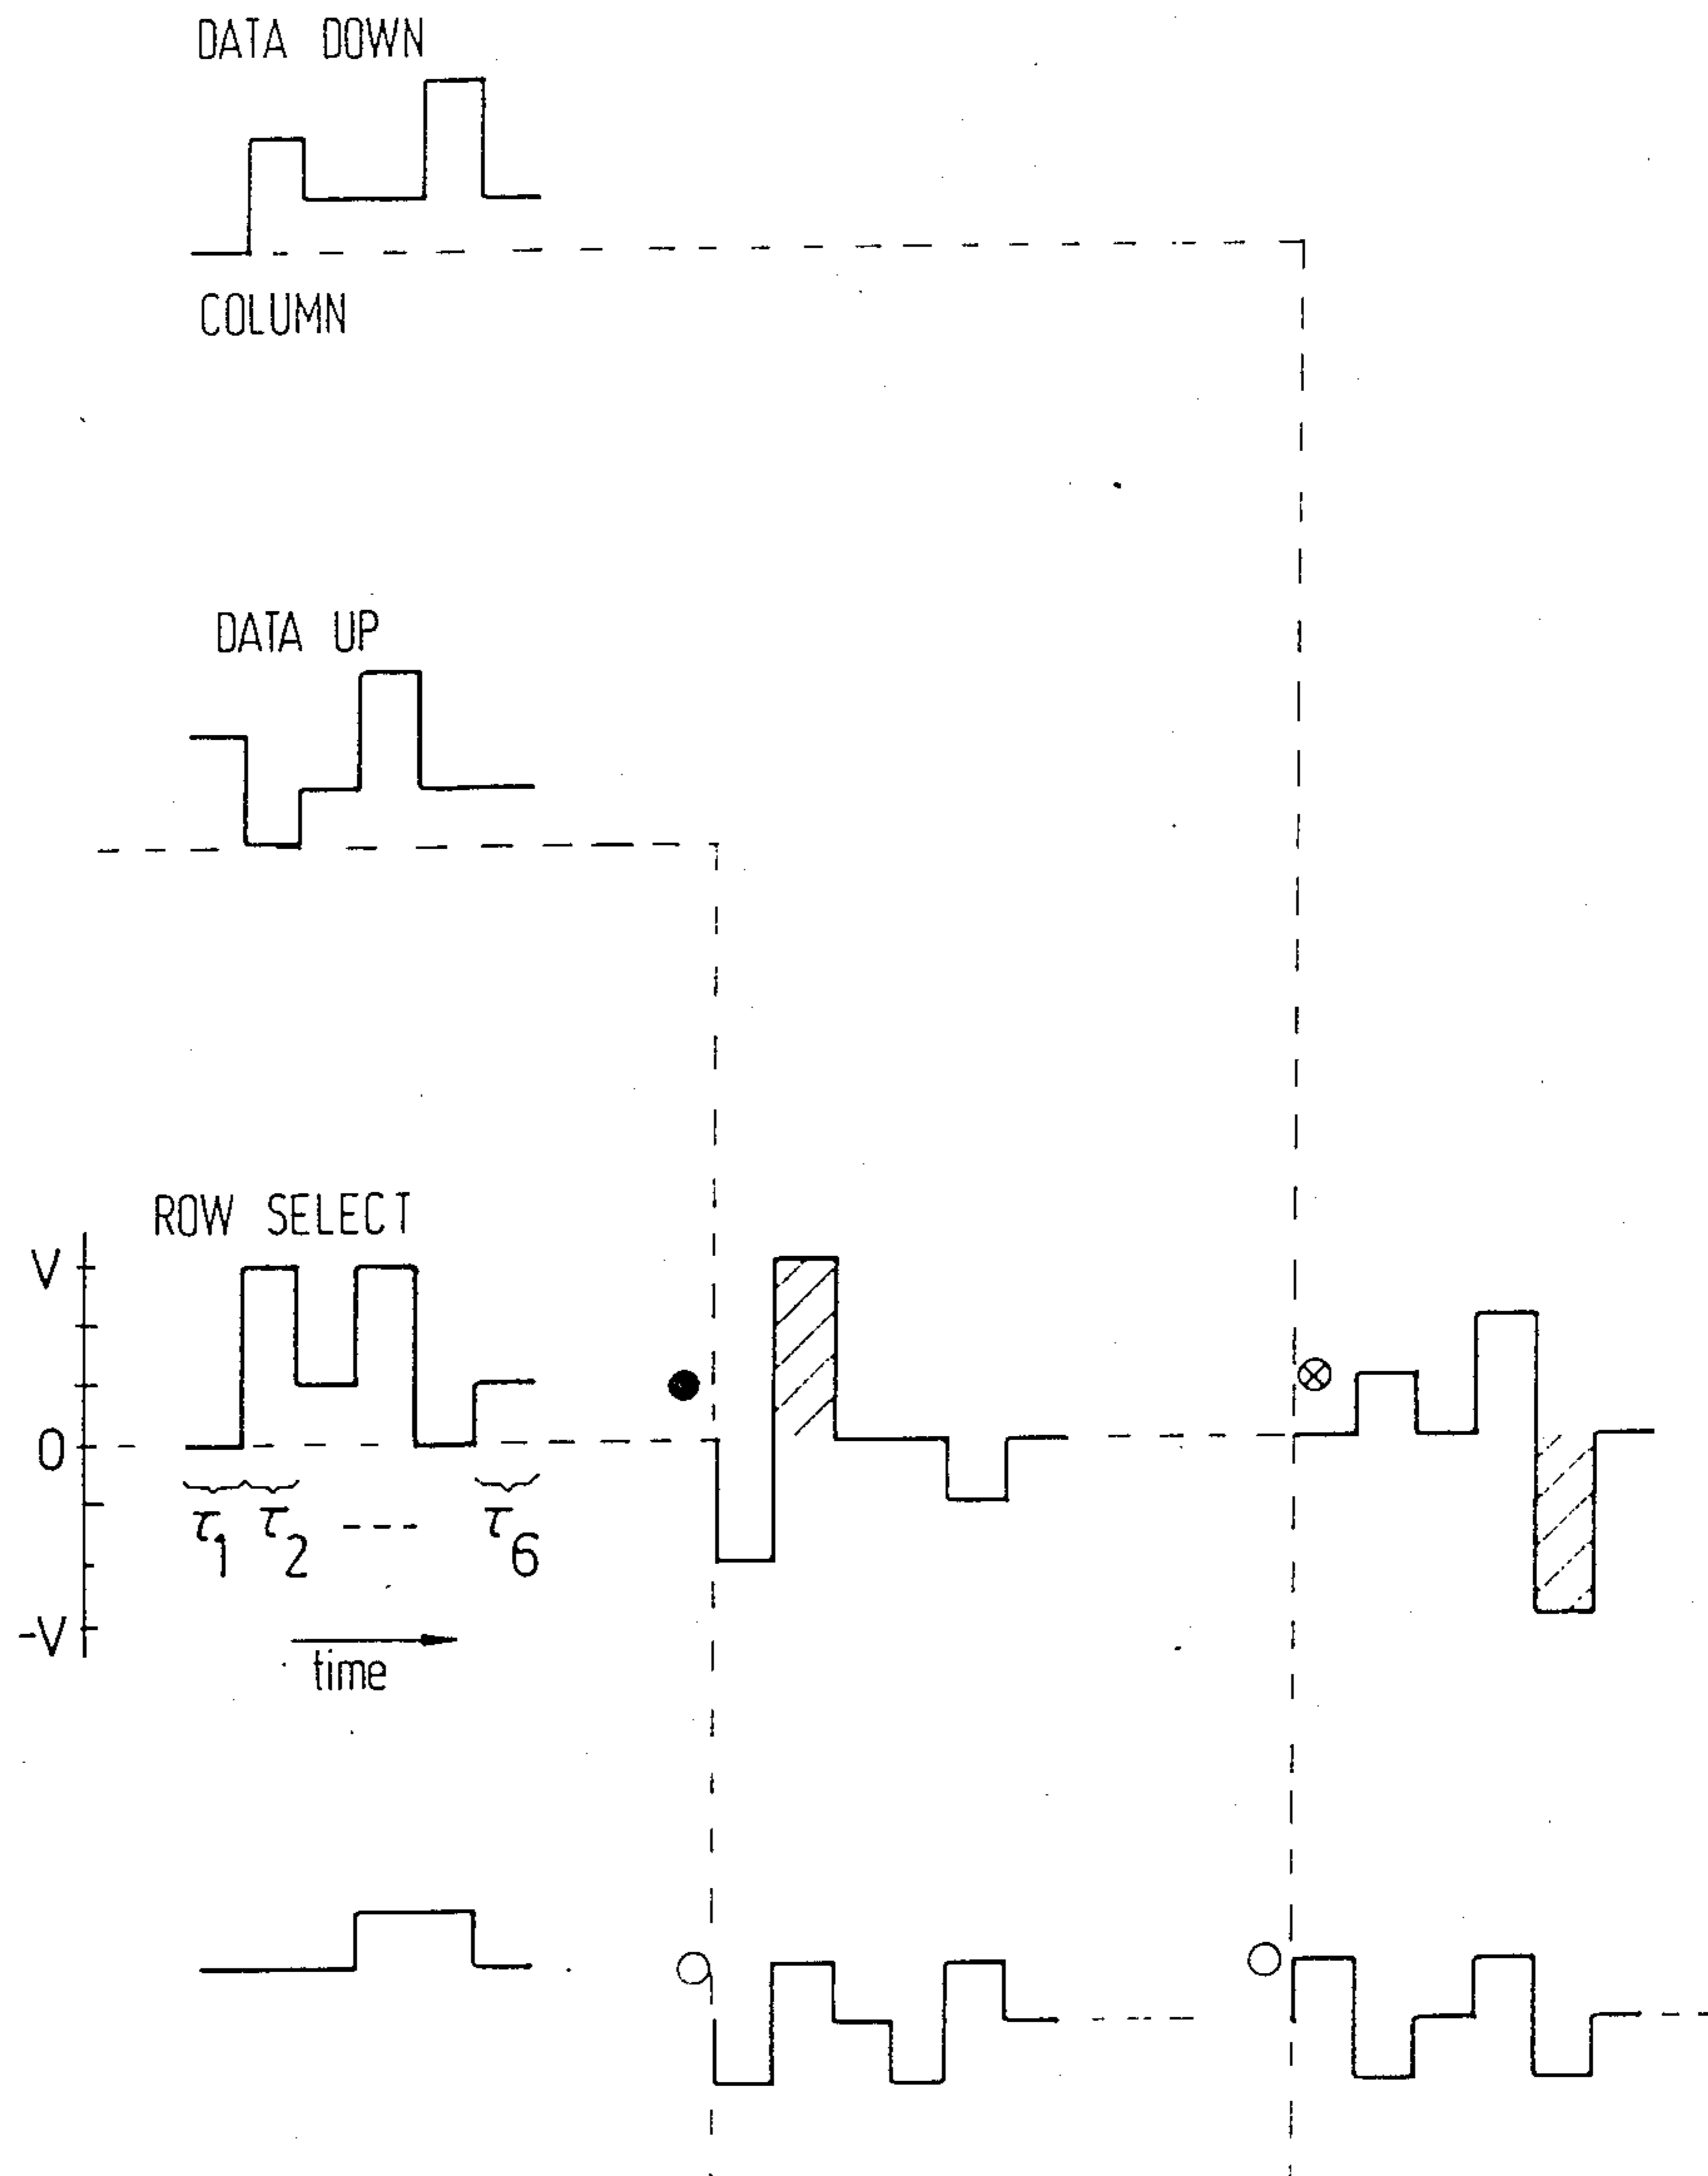 DATA DOWN
COLUMN
DATA UP
ROW SELECT
V
0
-V
τ1 τ2 --- τ6
time